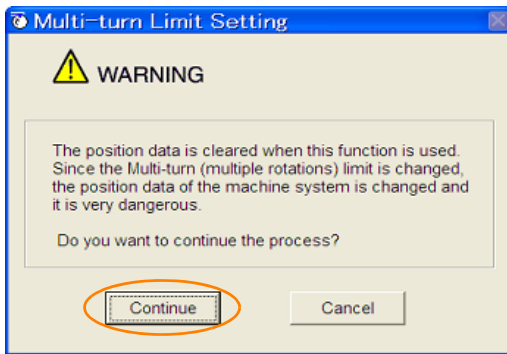 Multi-turn Limit Setting
WARNING
The position data is cleared when this function is used.
Since the Multi-turn (multiple rotations) limit is changed,
the position data of the machine system is changed and
it is very dangerous.
Do you want to continue the process?
Continue Cancel